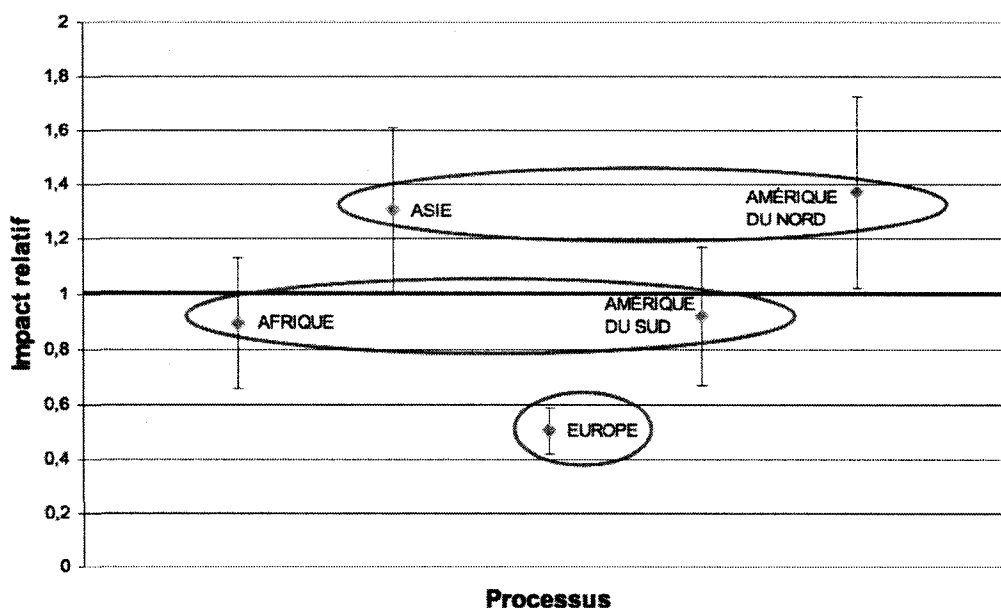 2
1,8
1,6
1,4
1,2
1
0,8
0,6
0,4
0,2
0
Impact relatif
ASIE
AMÉRIQUE
DU NORD
AFRIQUE
AMÉRIQUE
DU SUD
EUROPE
Processus